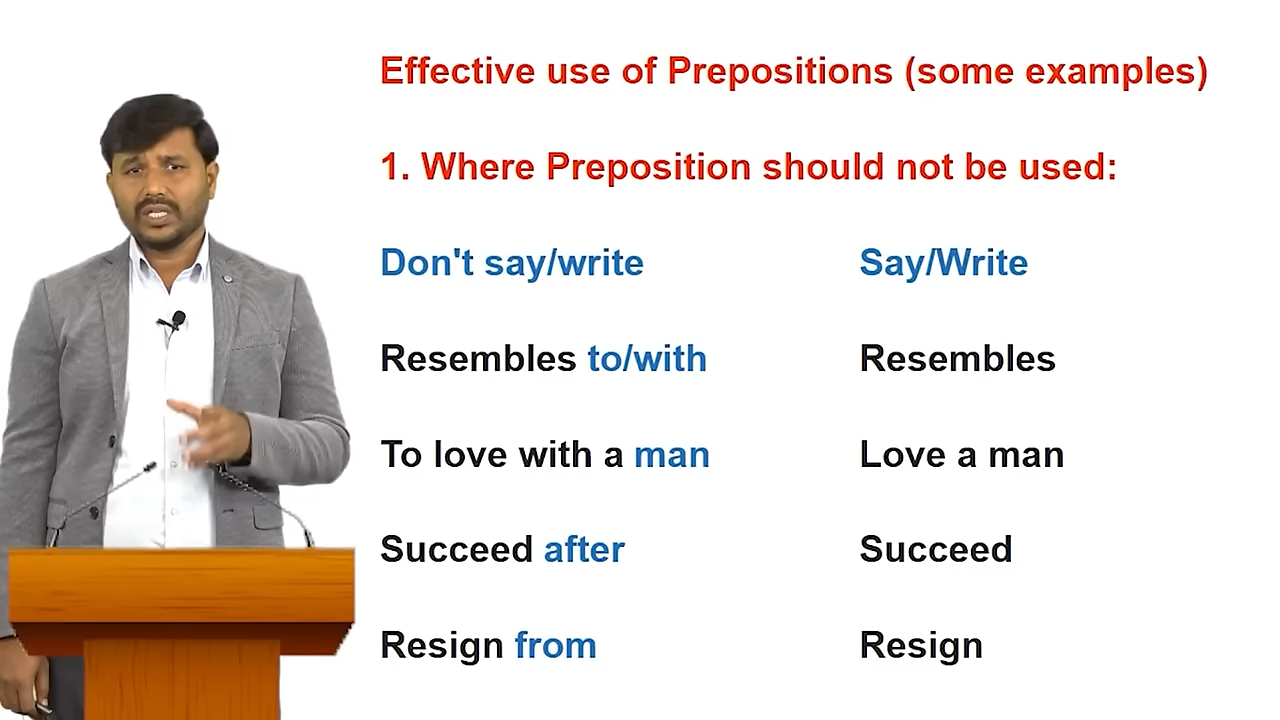 Effective use of Prepositions (some examples)
1. Where Preposition should not be used:
Don't say/write Say/Write
Resembles to/with Resembles
To love with a man Love a man
Succeed after Succeed
Resign from Resign